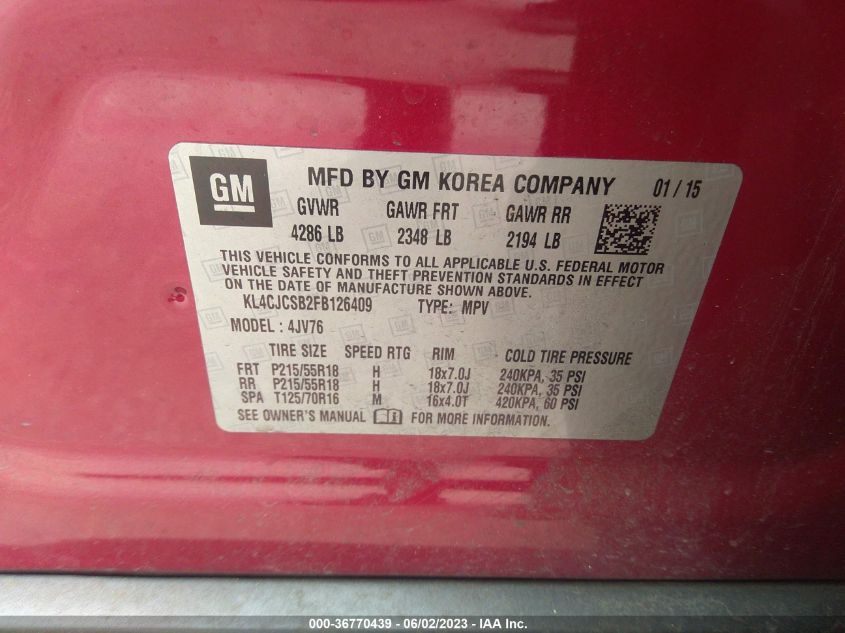 GM
MFD BY GM KOREA COMPANY 01 / 15
GVWR GAWR FRT GAWR RR
4286 LB 2348 LB 2194 LB
THIS VEHICLE CONFORMS TO ALL APPLICABLE U.S. FEDERAL MOTOR
VEHICLE SAFETY AND THEFT PREVENTION STANDARDS IN EFFECT
ON THE DATE OF MANUFACTURE SHOWN ABOVE.
KL4CJCSB2FB126409 TYPE: MPV
MODEL: 4JV76
TIRE SIZE SPEED RTG RIM COLD TIRE PRESSURE
FRT P215/55R18 H 18x7.0J 240KPA, 35 PSI
RR P215/55R18 H 18x7.0J 240KPA, 35 PSI
SPA T125/70R16 M 16x4.0T 420KPA, 60 PSI
SEE OWNER'S MANUAL FOR MORE INFORMATION.
000-36770439 - 06/02/2023 - IAA Inc.